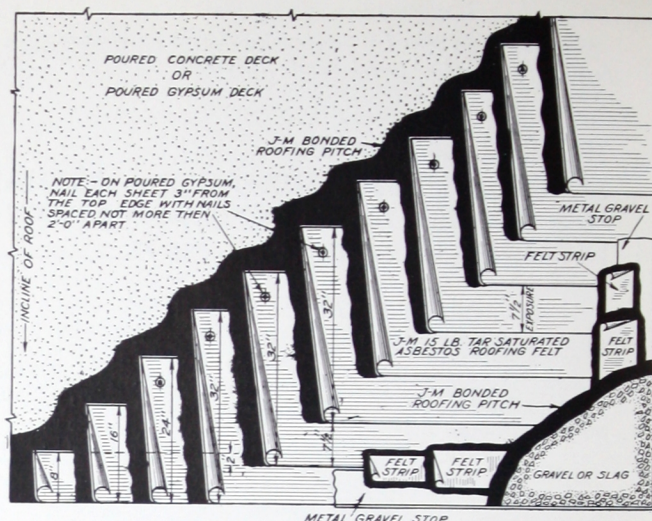 POURED CONCRETE DECK
OR
POURED GYPSUM DECK
J-M BONDED
ROOFING PITCH
NOTE- ON POURED GYPSUM,
NAIL EACH SHEET 3" FROM
THE TOP EDGE WITH NAILS
SPACED NOT MORE THEN
2'-0" APART
INCLINE OF ROOF
METAL GRAVEL
STOP
FELT STRIP
7½"
EXPOSURE
FELT
STRIP
J-M 15 LB. TAR SATURATED
ASBESTOS ROOFING FELT
J-M BONDED
ROOFING PITCH
8"
16"
24"
32"
32"
32"
2"
7½"
FELT
STRIP
FELT
STRIP
GRAVEL OR SLAG
METAL GRAVEL STOP